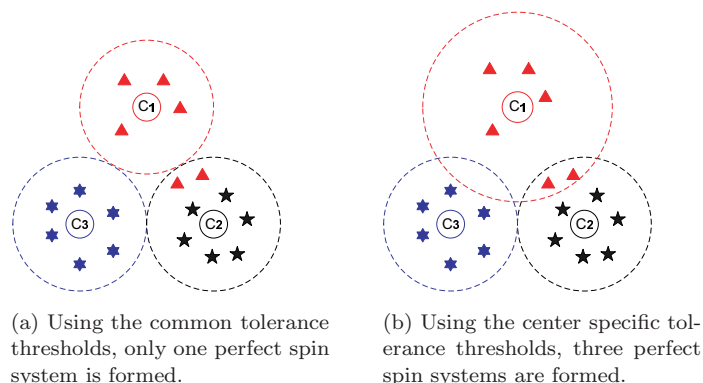 C1
C3
C2
C1
C3
C2
(a) Using the common tolerance
thresholds, only one perfect spin
system is formed.
(b) Using the center specific tol-
erance thresholds, three perfect
spin systems are formed.